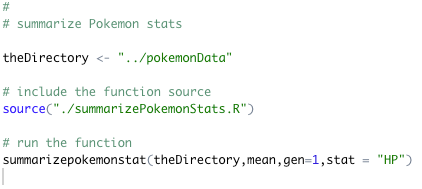 #
# summarize Pokemon stats
theDirectory <- "../pokemonData"
# include the function source
source("./summarizePokemonStats.R")
# run the function
summarizepokemonstat(theDirectory,mean,gen=1,stat = "HP")